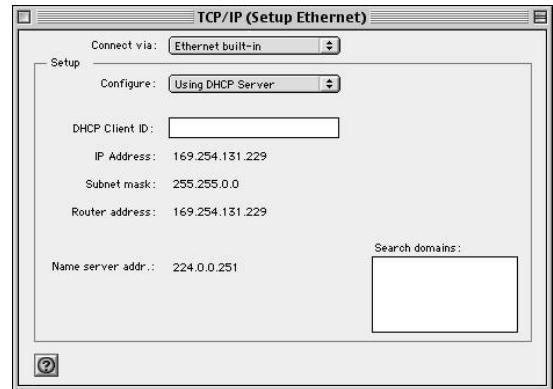 TCP/IP (Setup Ethernet)
Connect via: Ethernet built-in
Setup
Configure: Using DHCP Server
DHCP Client ID:
IP Address: 169.254.131.229
Subnet mask: 255.255.0.0
Router address: 169.254.131.229
Search domains:
Name server addr.: 224.0.0.251
?